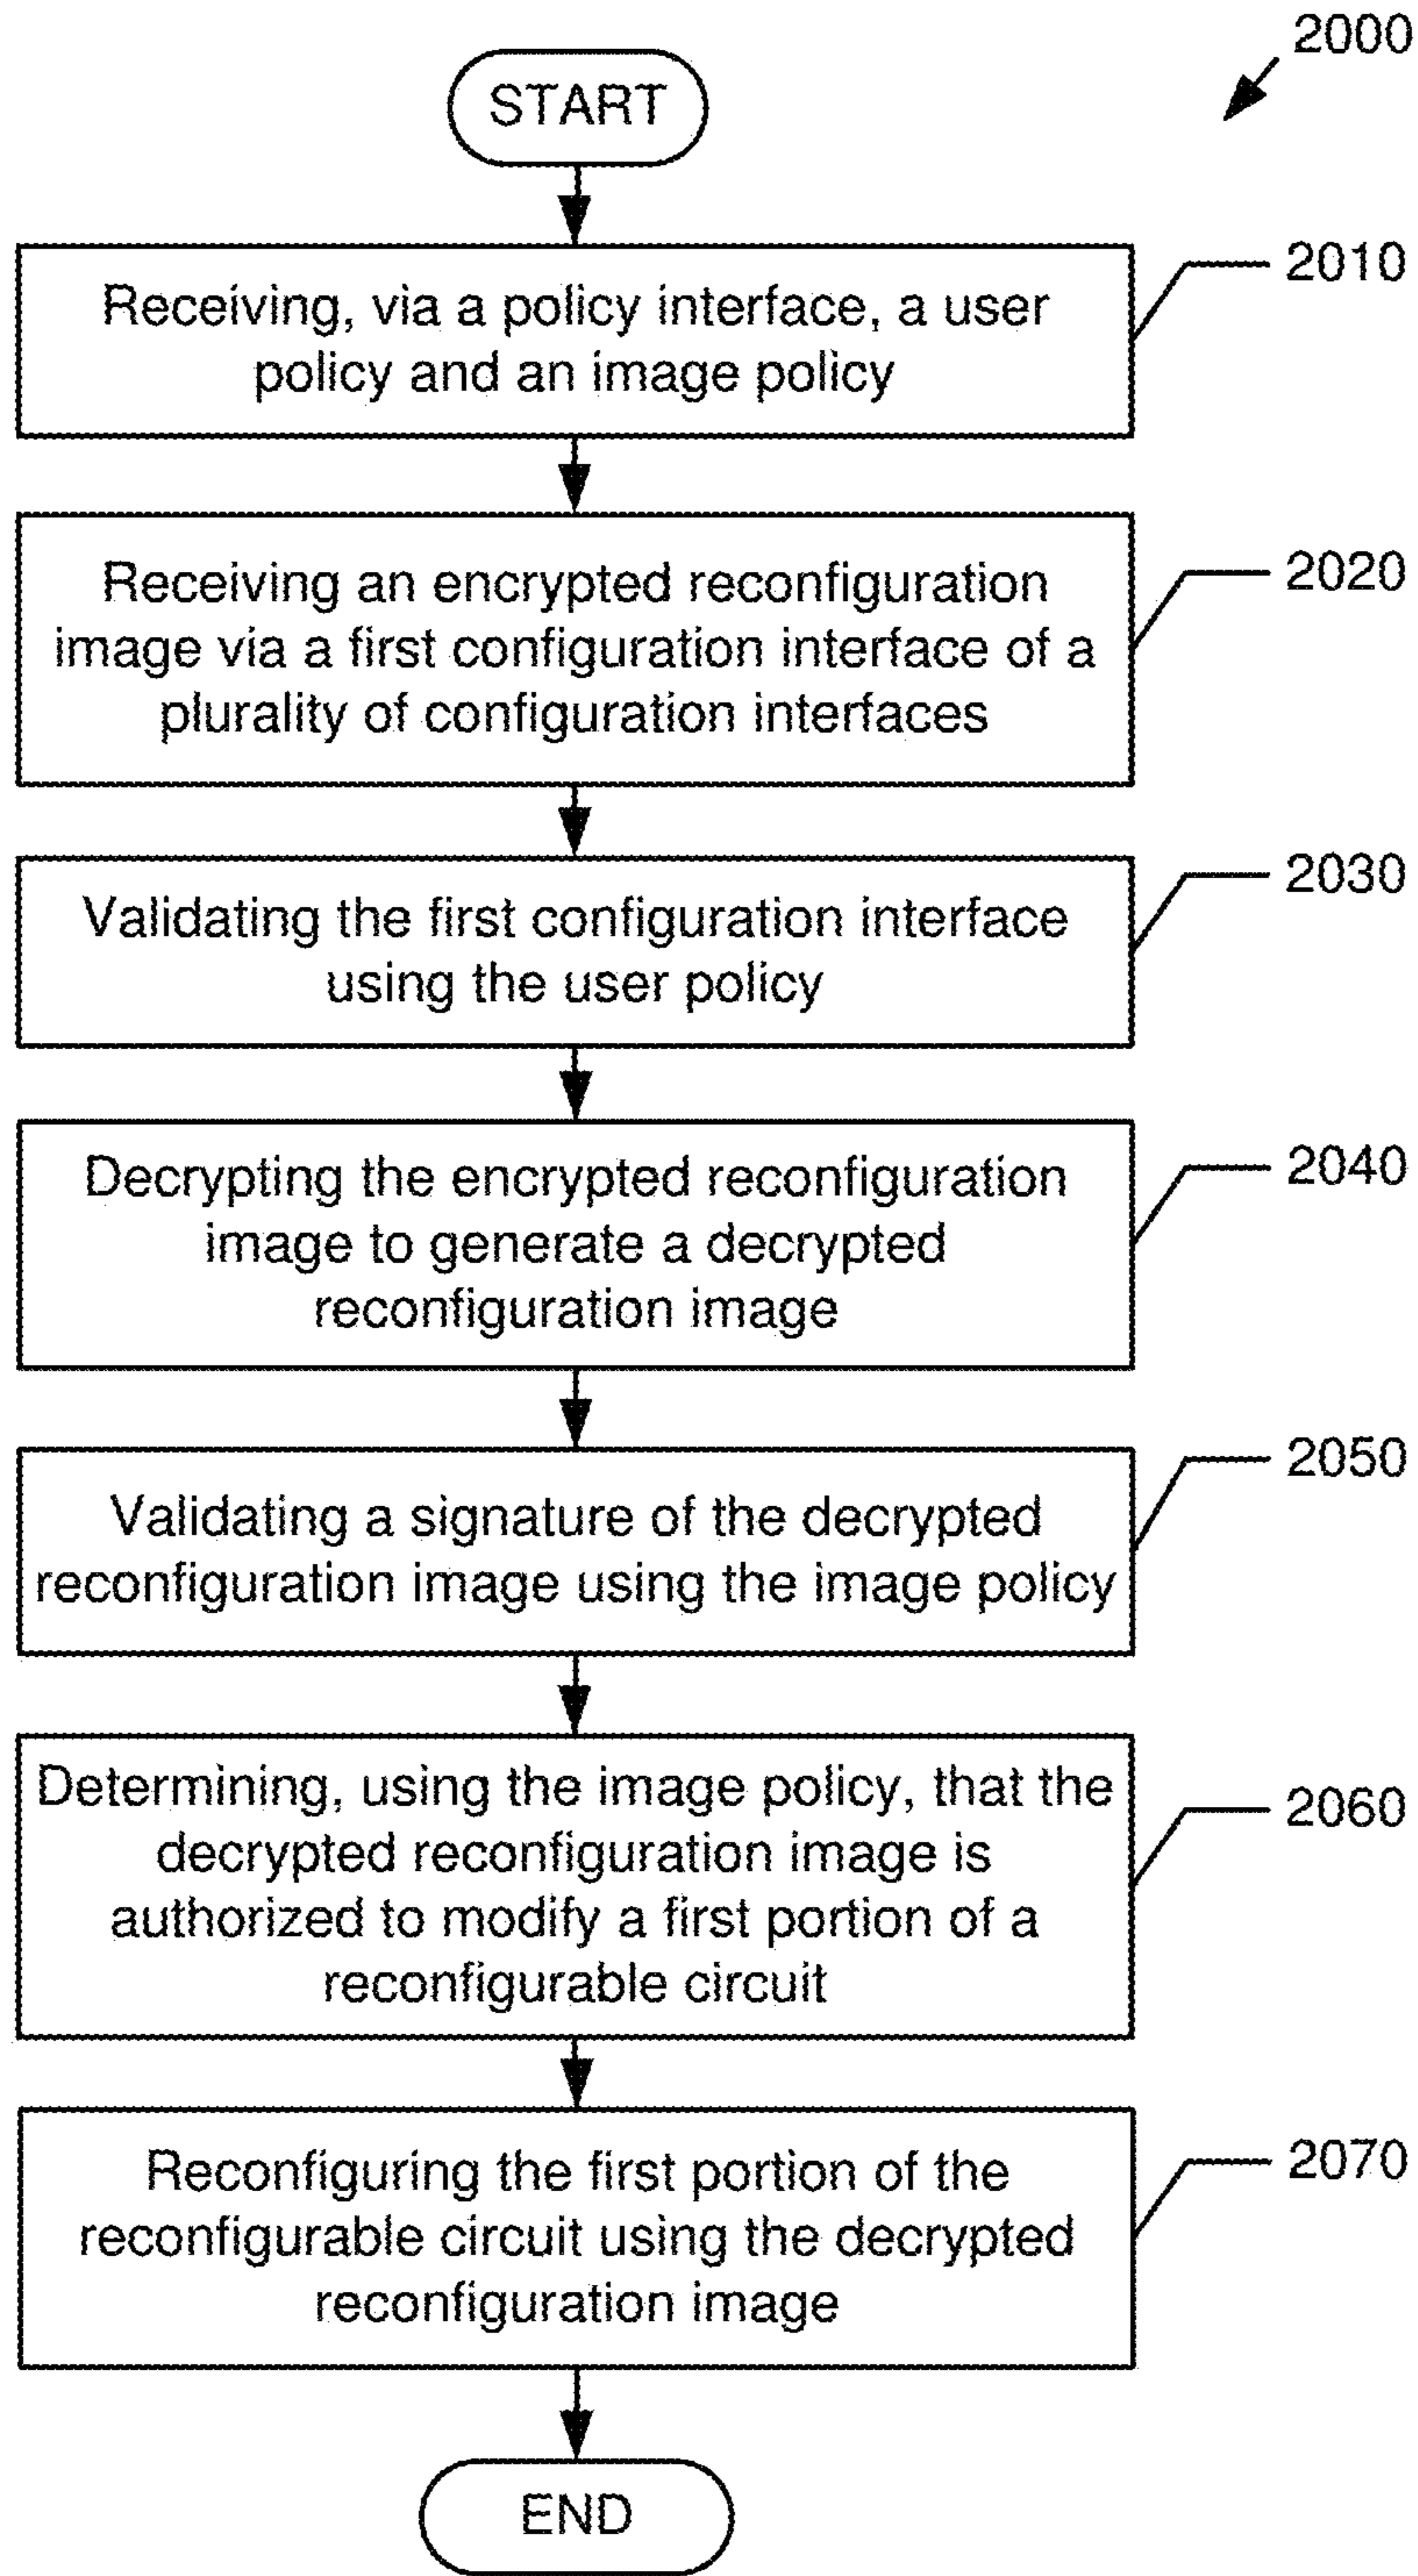 2000
START
2010
Receiving, via a policy interface, a user
policy and an image policy
2020
Receiving an encrypted reconfiguration
image via a first configuration interface of a
plurality of configuration interfaces
2030
Validating the first configuration interface
using the user policy
2040
Decrypting the encrypted reconfiguration
image to generate a decrypted
reconfiguration image
2050
Validating a signature of the decrypted
reconfiguration image using the image policy
2060
Determining, using the image policy, that the
decrypted reconfiguration image is
authorized to modify a first portion of a
reconfigurable circuit
2070
Reconfiguring the first portion of the
reconfigurable circuit using the decrypted
reconfiguration image
END